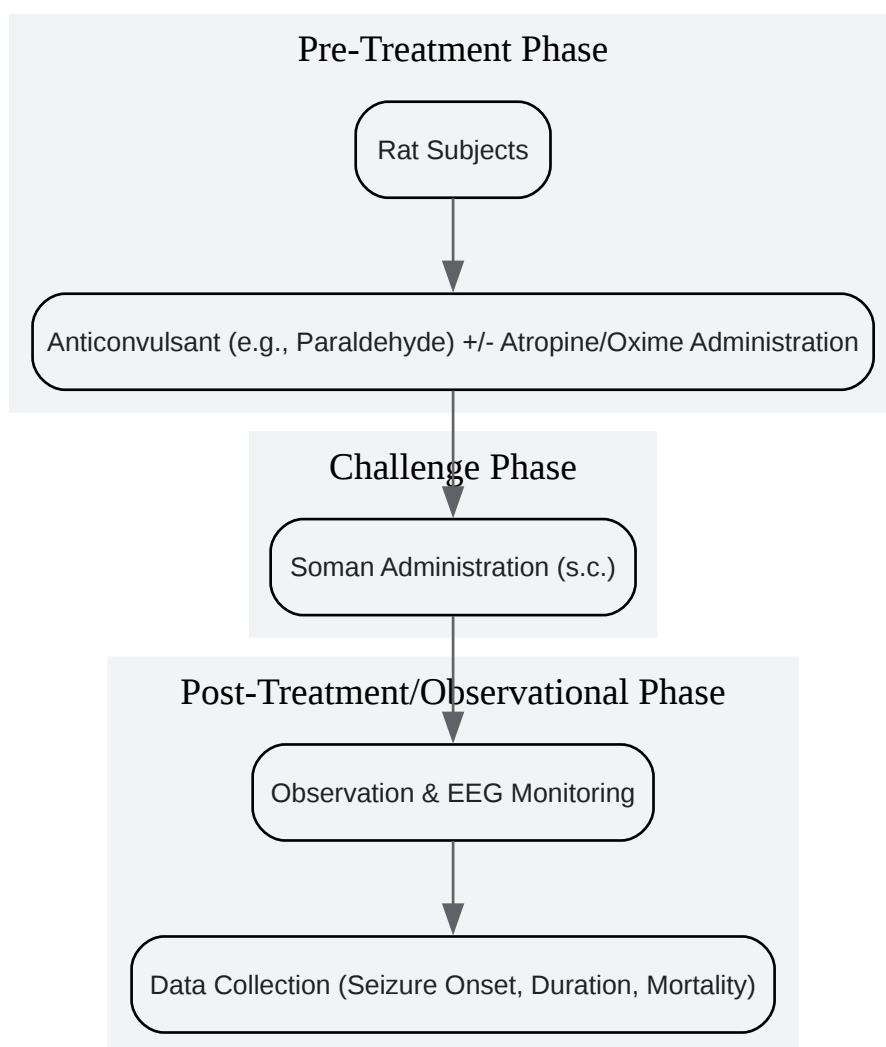 Pre-Treatment Phase
Rat Subjects
Anticonvulsant (e.g., Paraldehyde) +/- Atropine/Oxime Administration
Challenge Phase
Soman Administration (s.c.)
Post-Treatment/Observational Phase
Observation & EEG Monitoring
Data Collection (Seizure Onset, Duration, Mortality)